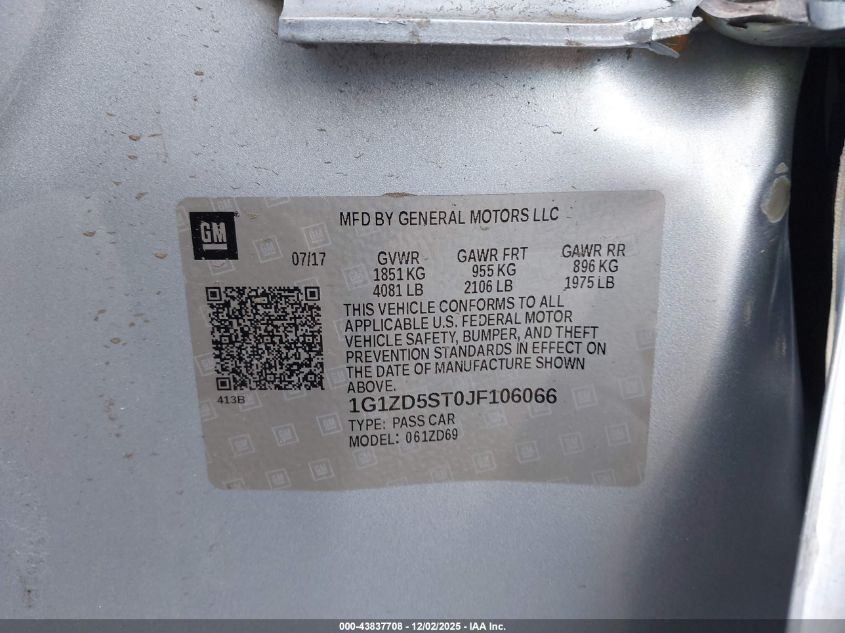 GM
MFD BY GENERAL MOTORS LLC
07/17 GVWR GAWR FRT GAWR RR
1851 KG 955 KG 896 KG
4081 LB 2106 LB 1975 LB
THIS VEHICLE CONFORMS TO ALL
APPLICABLE U.S. FEDERAL MOTOR
VEHICLE SAFETY, BUMPER, AND THEFT
PREVENTION STANDARDS IN EFFECT ON
THE DATE OF MANUFACTURE SHOWN
ABOVE.
413B
1G1ZD5ST0JF106066
TYPE: PASS CAR
MODEL: 061ZD69
000-43837708 - 12/02/2025 - IAA Inc.